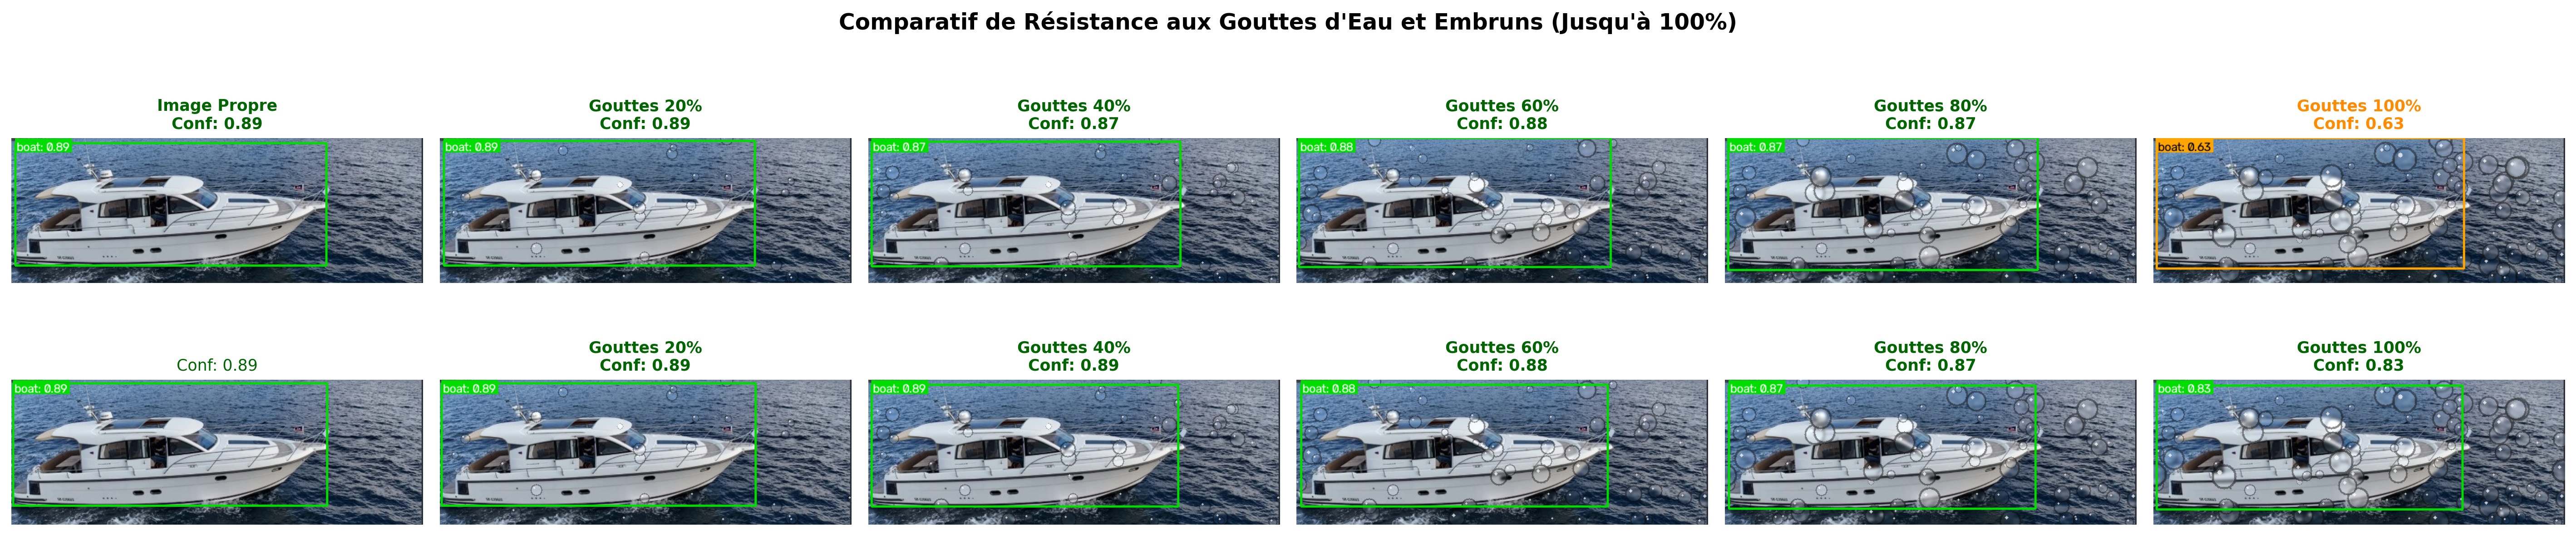 Comparatif de Résistance aux Gouttes d'Eau et Embruns (Jusqu'à 100%)
Image Propre
Conf: 0.89
Gouttes 20%
Conf: 0.89
Gouttes 40%
Conf: 0.87
Gouttes 60%
Conf: 0.88
Gouttes 80%
Conf: 0.87
Gouttes 100%
Conf: 0.63
boat: 0.89
boat: 0.89
boat: 0.87
boat: 0.88
boat: 0.87
boat: 0.63
Conf: 0.89
Gouttes 20%
Conf: 0.89
Gouttes 40%
Conf: 0.89
Gouttes 60%
Conf: 0.88
Gouttes 80%
Conf: 0.87
Gouttes 100%
Conf: 0.83
boat: 0.89
boat: 0.89
boat: 0.89
boat: 0.88
boat: 0.87
boat: 0.83